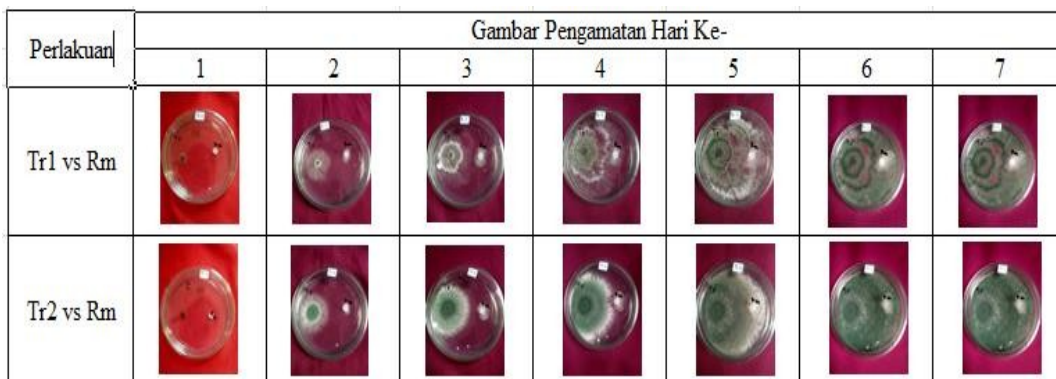 Perlakuan
Gambar Pengamatan Hari Ke-
1 2 3 4 5 6 7
Tr1 vs Rm
Tr2 vs Rm